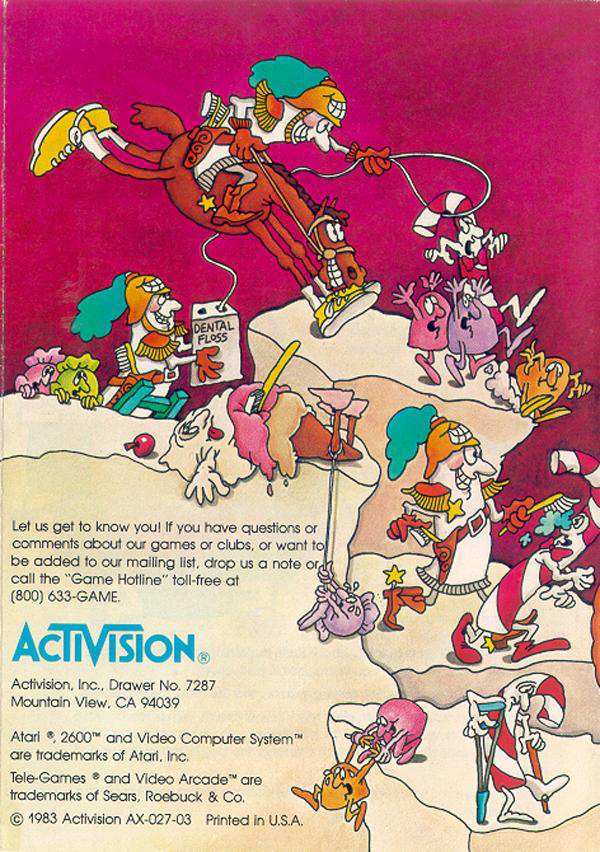 DENTAL
FLOSS
Let us get to know you! If you have questions or
comments about our games or clubs, or want to
be added to our mailing list, drop us a note or
call the "Game Hotline" toll-free at
(800) 633-GAME.
ACTIVISION®
Activision, Inc., Drawer No. 7287
Mountain View, CA 94039
Atari ®, 2600™ and Video Computer System™
are trademarks of Atari, Inc.
Tele-Games ® and Video Arcade™ are
trademarks of Sears, Roebuck & Co.
© 1983 Activision AX-027-03 Printed in U.S.A.